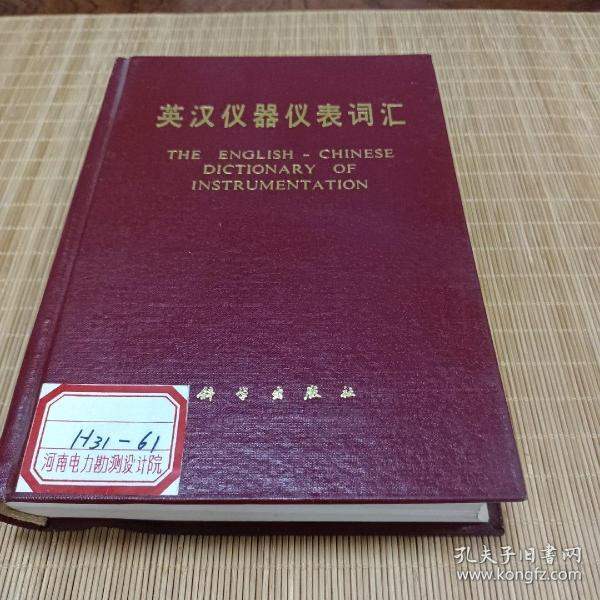 英汉仪器仪表词汇
THE ENGLISH - CHINESE
DICTIONARY OF
INSTRUMENTATION
科学出版社
H31-61
河南电力勘测设计院
孔夫子旧书网
www.kongfz.com